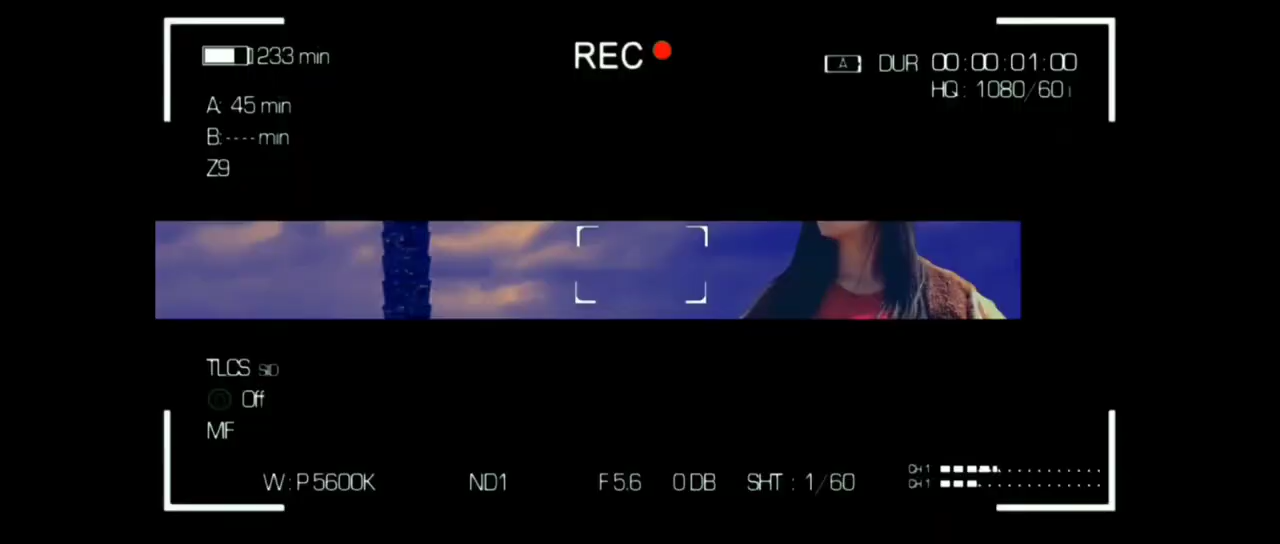 233 min
REC
A
DUR 00:00:01:00
HQ: 1080/60i
A: 45 min
B:---- min
Z9
TLCS
Off
MF
W: P 5600K
ND1
F 5.6
0 DB
SHT : 1/60
CH 1
CH 1